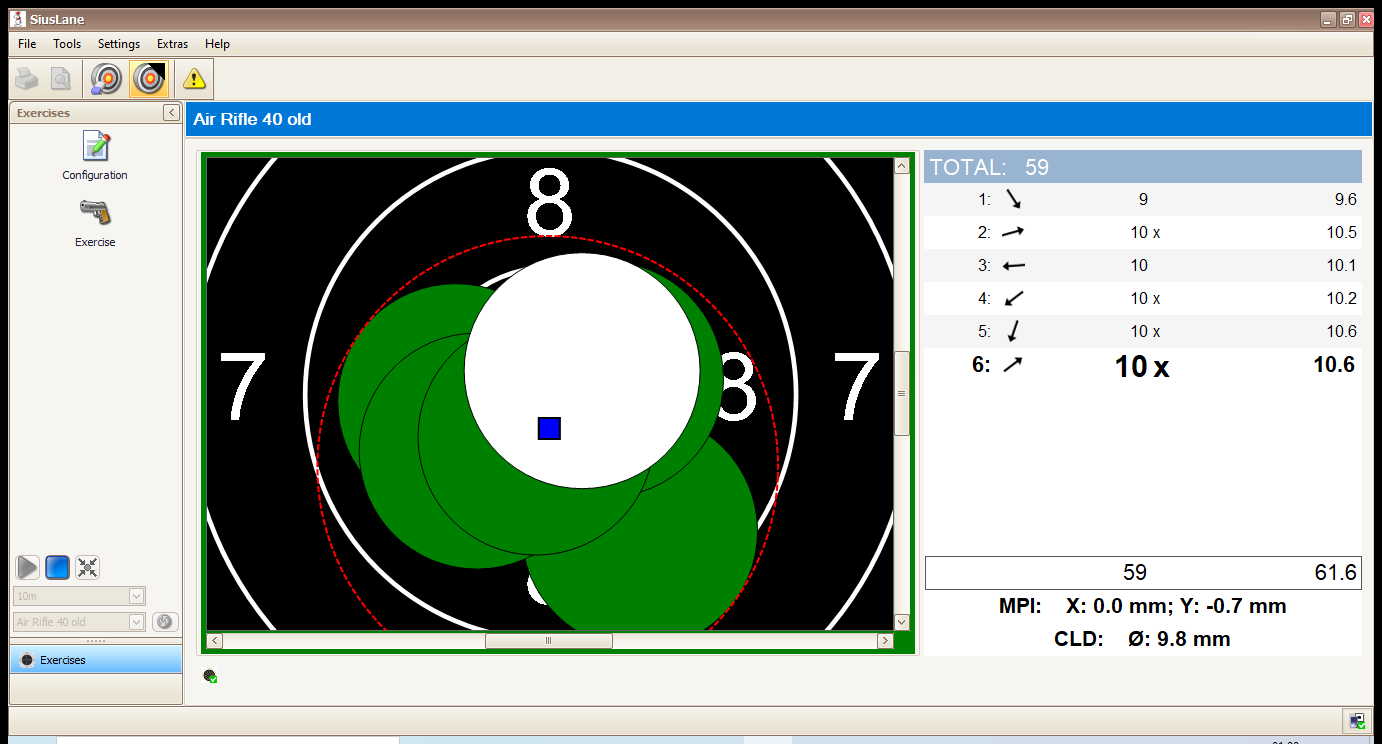 SiusLane
File Tools Settings Extras Help
Exercises
Configuration
Exercise
10m
Air Rifle 40 old
Exercises
Air Rifle 40 old
8
7 8 7
TOTAL: 59
1: 9 9.6
2: 10 x 10.5
3: 10 10.1
4: 10 x 10.2
5: 10 x 10.6
6: 10 x 10.6
59 61.6
MPI: X: 0.0 mm; Y: -0.7 mm
CLD: Ø: 9.8 mm